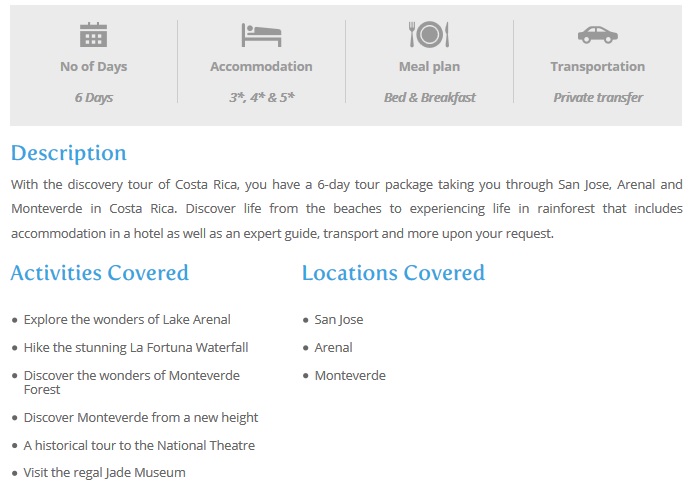 No of Days
6 Days
Accommodation
3*, 4* & 5*
Meal plan
Bed & Breakfast
Transportation
Private transfer
Description
With the discovery tour of Costa Rica, you have a 6-day tour package taking you through San Jose, Arenal and
Monteverde in Costa Rica. Discover life from the beaches to experiencing life in rainforest that includes
accommodation in a hotel as well as an expert guide, transport and more upon your request.
Activities Covered
Explore the wonders of Lake Arenal
Hike the stunning La Fortuna Waterfall
Discover the wonders of Monteverde
Forest
Discover Monteverde from a new height
A historical tour to the National Theatre
Visit the regal Jade Museum
Locations Covered
San Jose
Arenal
Monteverde